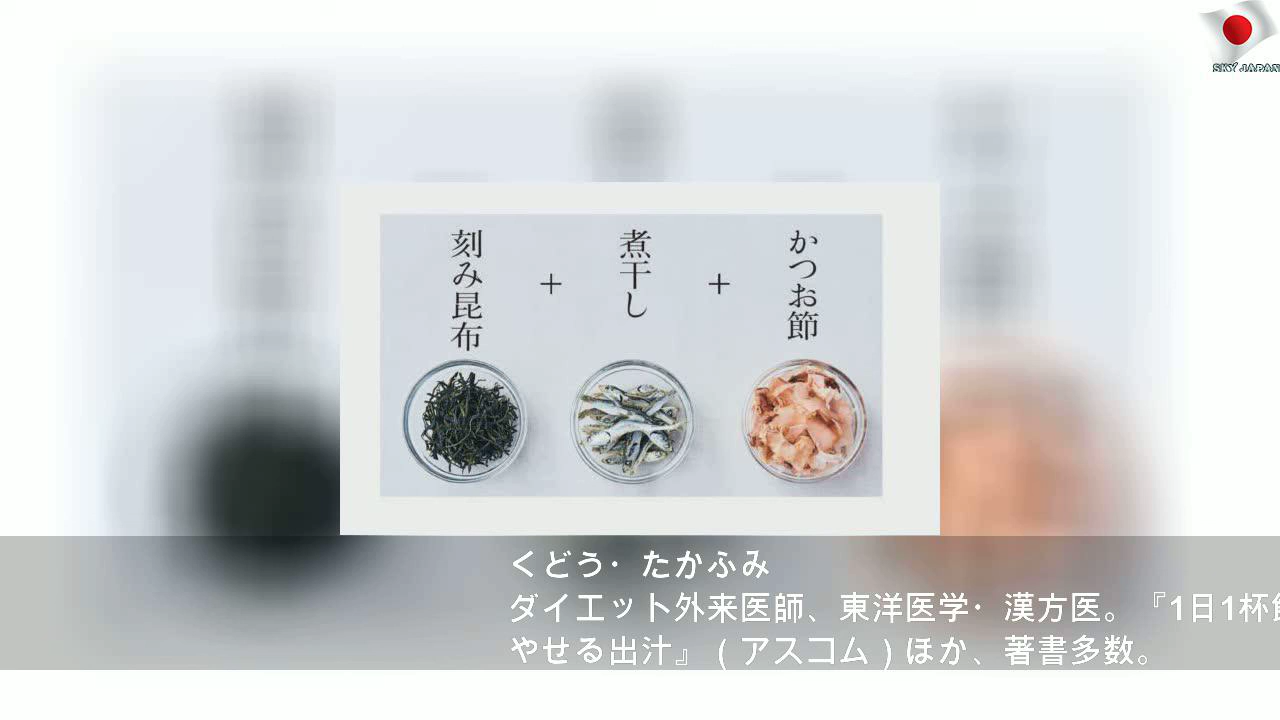 SKY JAPAN
刻み昆布
+
煮干し
+
かつお節
くどう・たかふみ
ダイエット外来医師、東洋医学・漢方医。『1日1杯
やせる出汁』(アスコム)ほか、著書多数。